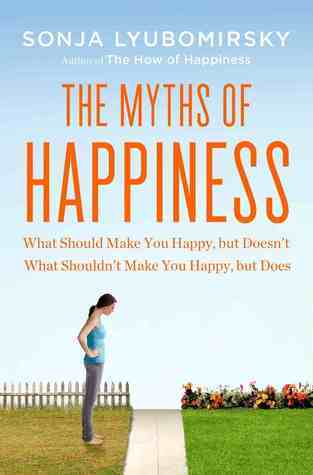 SONJA LYUBOMIRSKY
Author of The How of Happiness
THE MYTHS OF
HAPPINESS
What Should Make You Happy, but Doesn't
What Shouldn't Make You Happy, but Does